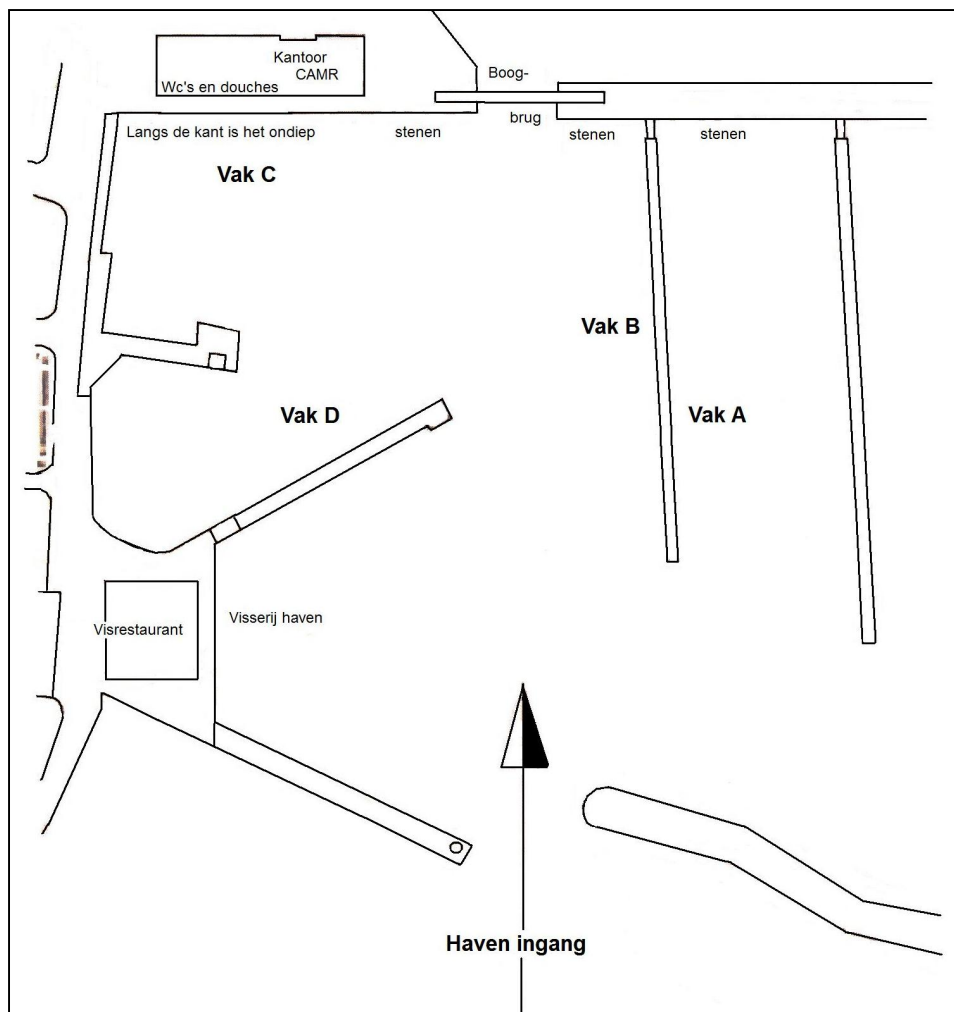 Kantoor
CAMR
Wc's en douches
Boog-
brug
Langs de kant is het ondiep
stenen
stenen
stenen
Vak C
Vak B
Vak A
Vak D
Visserij haven
Visrestaurant
Haven ingang